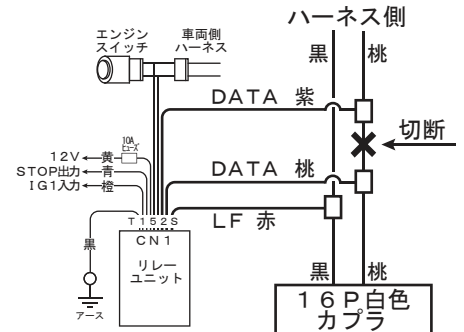 ハーネス側
エンジン
スイッチ
車両側
ハーネス
黒
桃
DATA 紫
切断
10A
ヒューズ
12V
黄
STOP出力
青
IG1入力
橙
DATA 桃
LF 赤
T152S
CN1
黒
リレー
ユニット
アース
黒
桃
16P白色
カプラ